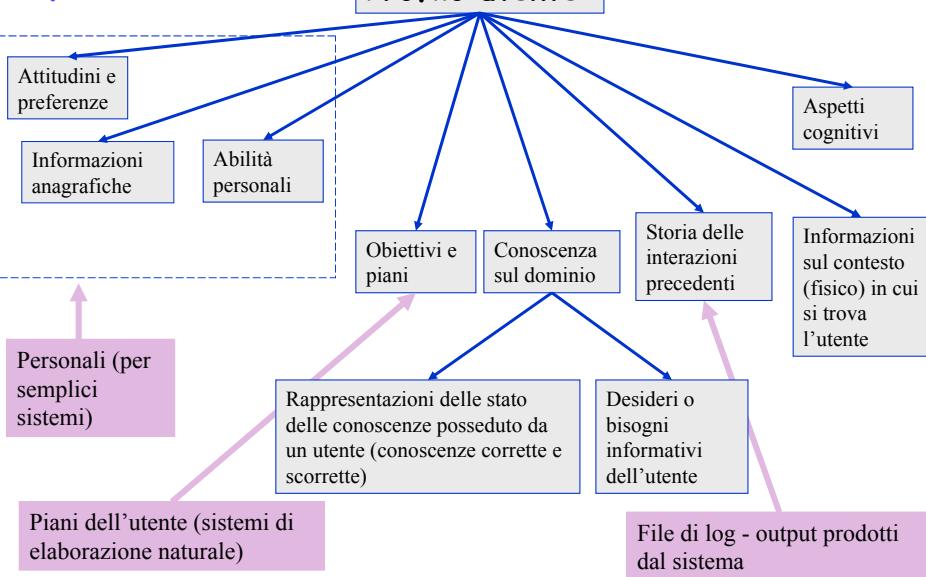 Attitudini e
preferenze
Informazioni
anagrafiche
Abilità
personali
Aspetti
cognitivi
Obiettivi e
piani
Conoscenza
sul dominio
Storia delle
interazioni
precedenti
Informazioni
sul contesto
(fisico) in cui
si trova
l'utente
Personali (per
semplici
sistemi)
Rappresentazioni delle stato
delle conoscenze posseduto da
un utente (conoscenze corrette e
scorrette)
Desideri o
bisogni
informativi
dell'utente
Piani dell'utente (sistemi di
elaborazione naturale)
File di log - output prodotti
dal sistema